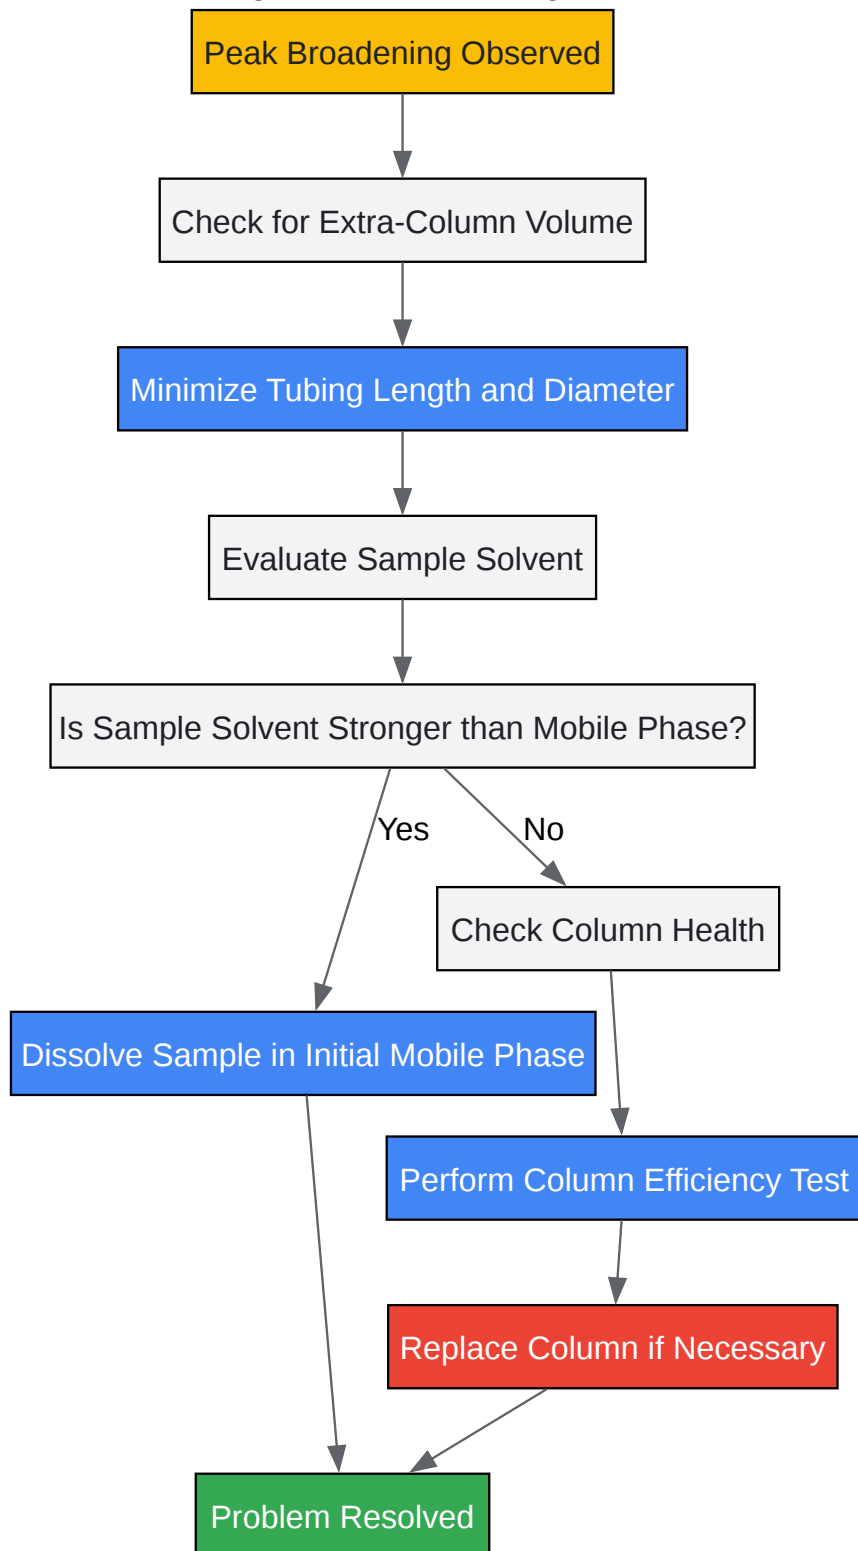 Peak Broadening Observed
Check for Extra-Column Volume
Minimize Tubing Length and Diameter
Evaluate Sample Solvent
Is Sample Solvent Stronger than Mobile Phase?
Yes
No
Check Column Health
Dissolve Sample in Initial Mobile Phase
Perform Column Efficiency Test
Replace Column if Necessary
Problem Resolved